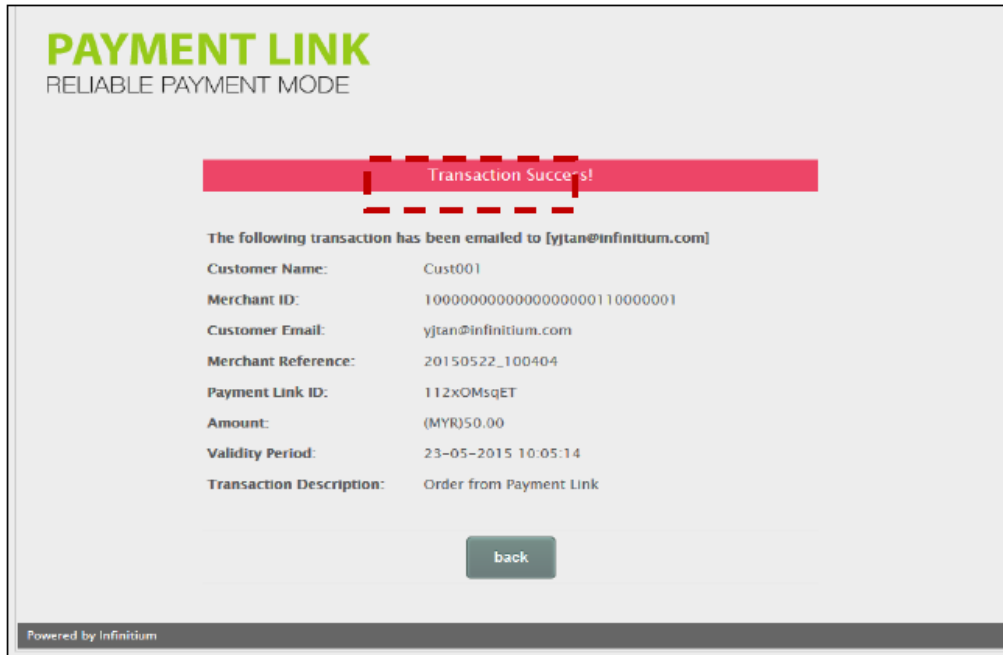 PAYMENT LINK
RELIABLE PAYMENT MODE
Transaction Success!
The following transaction has been emailed to [yjtan@infinitium.com]
Customer Name: Cust001
Merchant ID: 1000000000000000000110000001
Customer Email: yjtan@infinitium.com
Merchant Reference: 20150522_100404
Payment Link ID: 112xOMsqET
Amount: (MYR)50.00
Validity Period: 23-05-2015 10:05:14
Transaction Description: Order from Payment Link
back
Powered by Infinitium